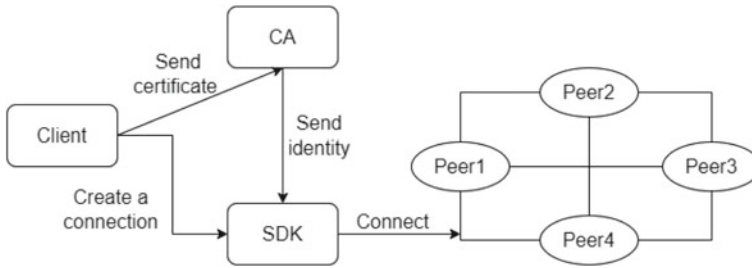 CA
Send
certificate
Client
Send
identity
Create a
connection
SDK
Connect
Peer2
Peer1
Peer3
Peer4